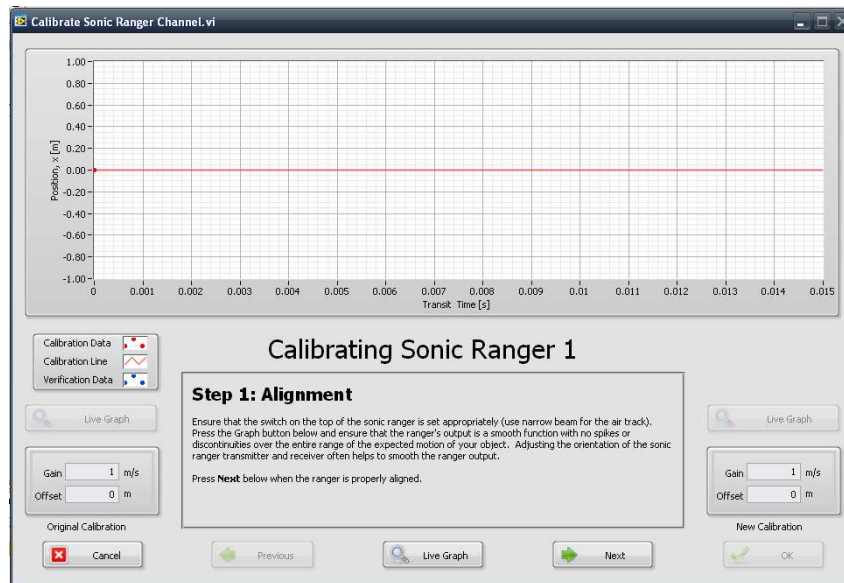 Calibrate Sonic Ranger Channel.vi
1.00
0.80
0.60
0.40
0.20
0.00
-0.20
-0.40
-0.60
-0.80
-1.00
Position, x [m]
0 0.001 0.002 0.003 0.004 0.005 0.006 0.007 0.008 0.009 0.01 0.011 0.012 0.013 0.014 0.015
Transit Time [s]
Calibration Data
Calibration Line
Verification Data
Calibrating Sonic Ranger 1
Live Graph
Gain 1 m/s
Offset 0 m
Original Calibration
Step 1: Alignment
Ensure that the switch on the top of the sonic ranger is set appropriately (use narrow beam for the air track).
Press the Graph button below and ensure that the ranger's output is a smooth function with no spikes or
discontinuities over the entire range of the expected motion of your object. Adjusting the orientation of the sonic
ranger transmitter and receiver often helps to smooth the ranger output.
Press Next below when the ranger is properly aligned.
Live Graph
Gain 1 m/s
Offset 0 m
New Calibration
Cancel Previous Live Graph Next OK